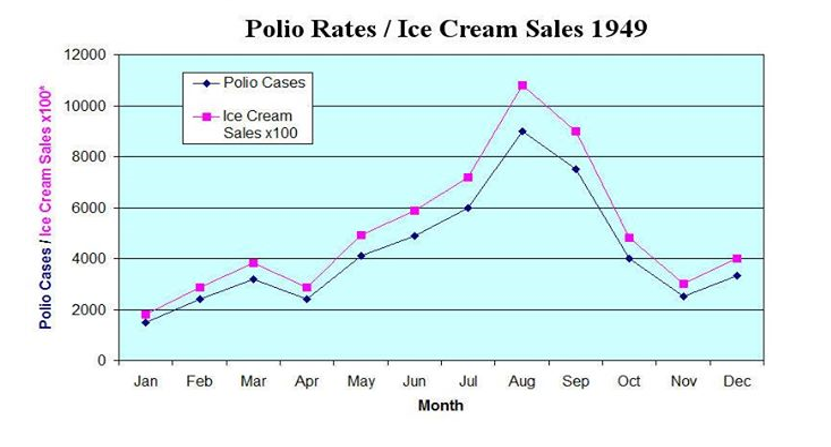 Polio Rates / Ice Cream Sales 1949
Polio Cases / Ice Cream Sales x100*
12000
10000
8000
6000
4000
2000
0
Polio Cases
Ice Cream
Sales x100
Jan Feb Mar Apr May Jun Jul Aug Sep Oct Nov Dec
Month